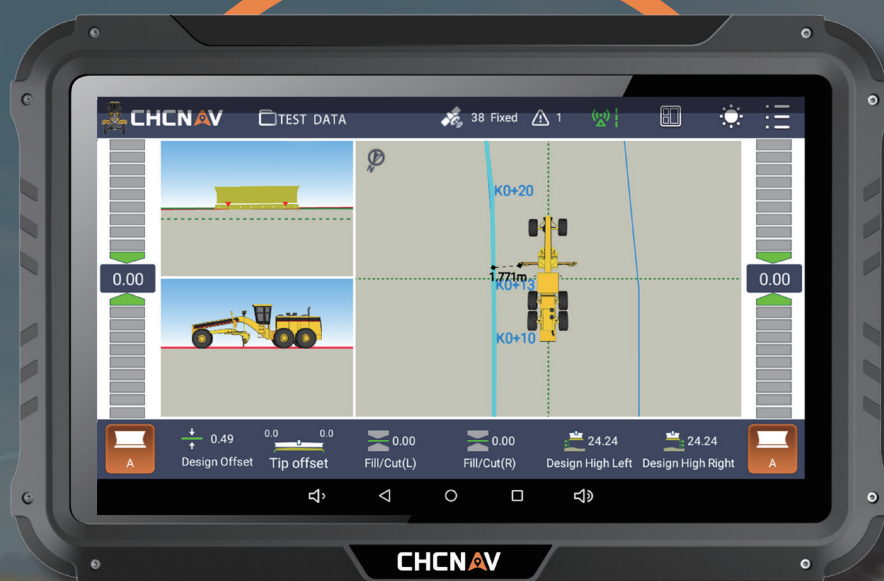 CHCNAV
TEST DATA
38 Fixed
1
N
K0+20
1.771m
K0+13
K0+10
0.00
0.00
A
0.49
Design Offset
0.0
0.0
Tip offset
0.00
Fill/Cut(L)
0.00
Fill/Cut(R)
24.24
Design High Left
24.24
Design High Right
A
CHCNAV